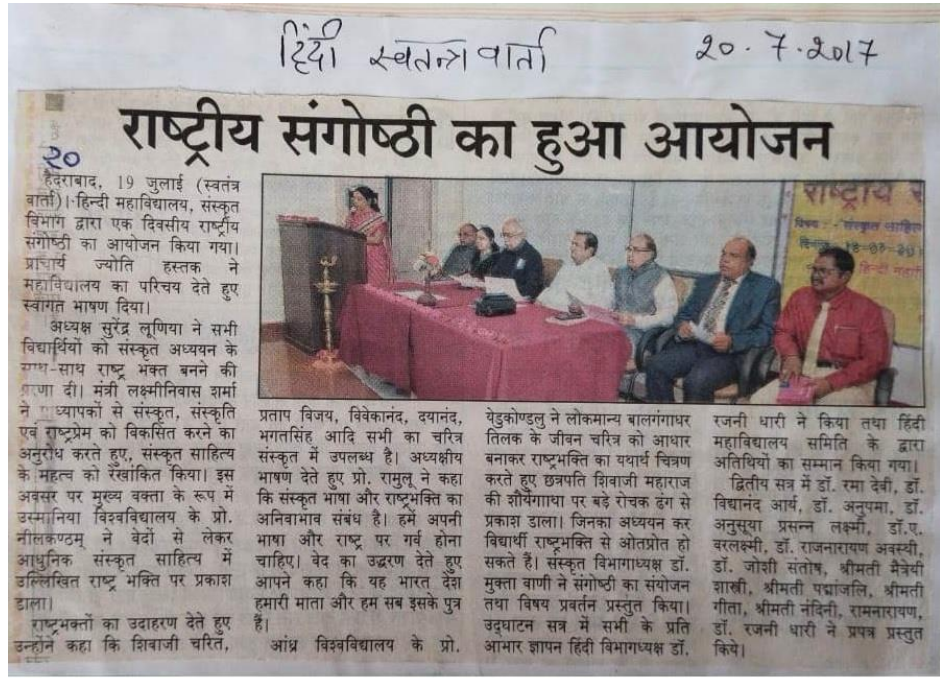 हिंदी स्वतन्त्र वार्ता 20.7.2017
राष्ट्रीय संगोष्ठी का हुआ आयोजन
२०
हैदराबाद, 19 जुलाई (स्वतंत्र
वार्ता)। हिन्दी महाविद्यालय, संस्कृत
विभाग द्वारा एक दिवसीय राष्ट्रीय
संगोष्ठी का आयोजन किया गया।
प्राचार्य ज्योति हस्तक ने
महाविद्यालय का परिचय देते हुए
स्वागत भाषण दिया।
अध्यक्ष सुरेंद्र लूणिया ने सभी
विद्यार्थियों को संस्कृत अध्ययन के
साथ-साथ राष्ट्र भक्त बनने की
दी। मंत्री लक्ष्मीनिवास शर्मा
ने प्राध्यापकों से संस्कृत, संस्कृति
एवं राष्ट्रप्रेम को विकसित करने का
अनुरोध करते हुए, संस्कृत साहित्य
के महत्व को रेखांकित किया। इस
अवसर पर मुख्य वक्ता के रूप में
उस्मानिया विश्वविद्यालय के प्रो.
नीलकण्ठम् ने वेदों से लेकर
आधुनिक संस्कृत साहित्य में
उल्लिखित राष्ट्र भक्ति पर प्रकाश
डाला।
राष्ट्रभक्तों का उदाहरण देते हुए
उन्होंने कहा कि शिवाजी चरित,
प्रताप विजय, विवेकानंद, दयानंद,
भगतसिंह आदि सभी का चरित्र
संस्कृत में उपलब्ध है। अध्यक्षीय
भाषण देते हुए प्रो. रामुलू ने कहा
कि संस्कृत भाषा और राष्ट्रभक्ति का
अनिवाभाव संबंध है। हमें अपनी
भाषा और राष्ट्र पर गर्व होना
चाहिए। वेद का उद्धरण देते हुए
आपने कहा कि यह भारत देश
हमारी माता और हम सब इसके पुत्र
हैं।
आंध्र विश्वविद्यालय के प्रो.
येडुकोण्डलु ने लोकमान्य बालगंगाधर
तिलक के जीवन चरित्र को आधार
बनाकर राष्ट्रभक्ति का यथार्थ चित्रण
करते हुए छत्रपति शिवाजी महाराज
की शौर्यगाथा पर बड़े रोचक ढंग से
प्रकाश डाला। जिनका अध्ययन कर
विद्यार्थी राष्ट्रभक्ति से ओतप्रोत हो
सकते हैं। संस्कृत विभागाध्यक्ष डॉ.
मुक्ता वाणी ने संगोष्ठी का संयोजन
तथा विषय प्रवर्तन प्रस्तुत किया।
उद्घाटन सत्र में सभी के प्रति
आभार ज्ञापन हिंदी विभागध्यक्ष डॉ.
रजनी धारी ने किया तथा हिंदी
महाविद्यालय समिति के द्वारा
अतिथियों का सम्मान किया गया।
द्वितीय सत्र में डॉ. रमा देवी, डॉ.
विद्यानंद आर्य, डॉ. अनुपमा, डॉ.
अनुसूया प्रसन्न लक्ष्मी, डॉ.ए.
वरलक्ष्मी, डॉ. राजनारायण अवस्थी,
डॉ. जोशी संतोष, श्रीमती मैत्रेयी
शास्त्री, श्रीमती पद्मांजलि, श्रीमती
गीता, श्रीमती नंदिनी, रामनारायण,
डॉ. रजनी धारी ने प्रपत्र प्रस्तुत
किये।
राष्ट्रीय
विषय : संस्कृत
हिन्दी